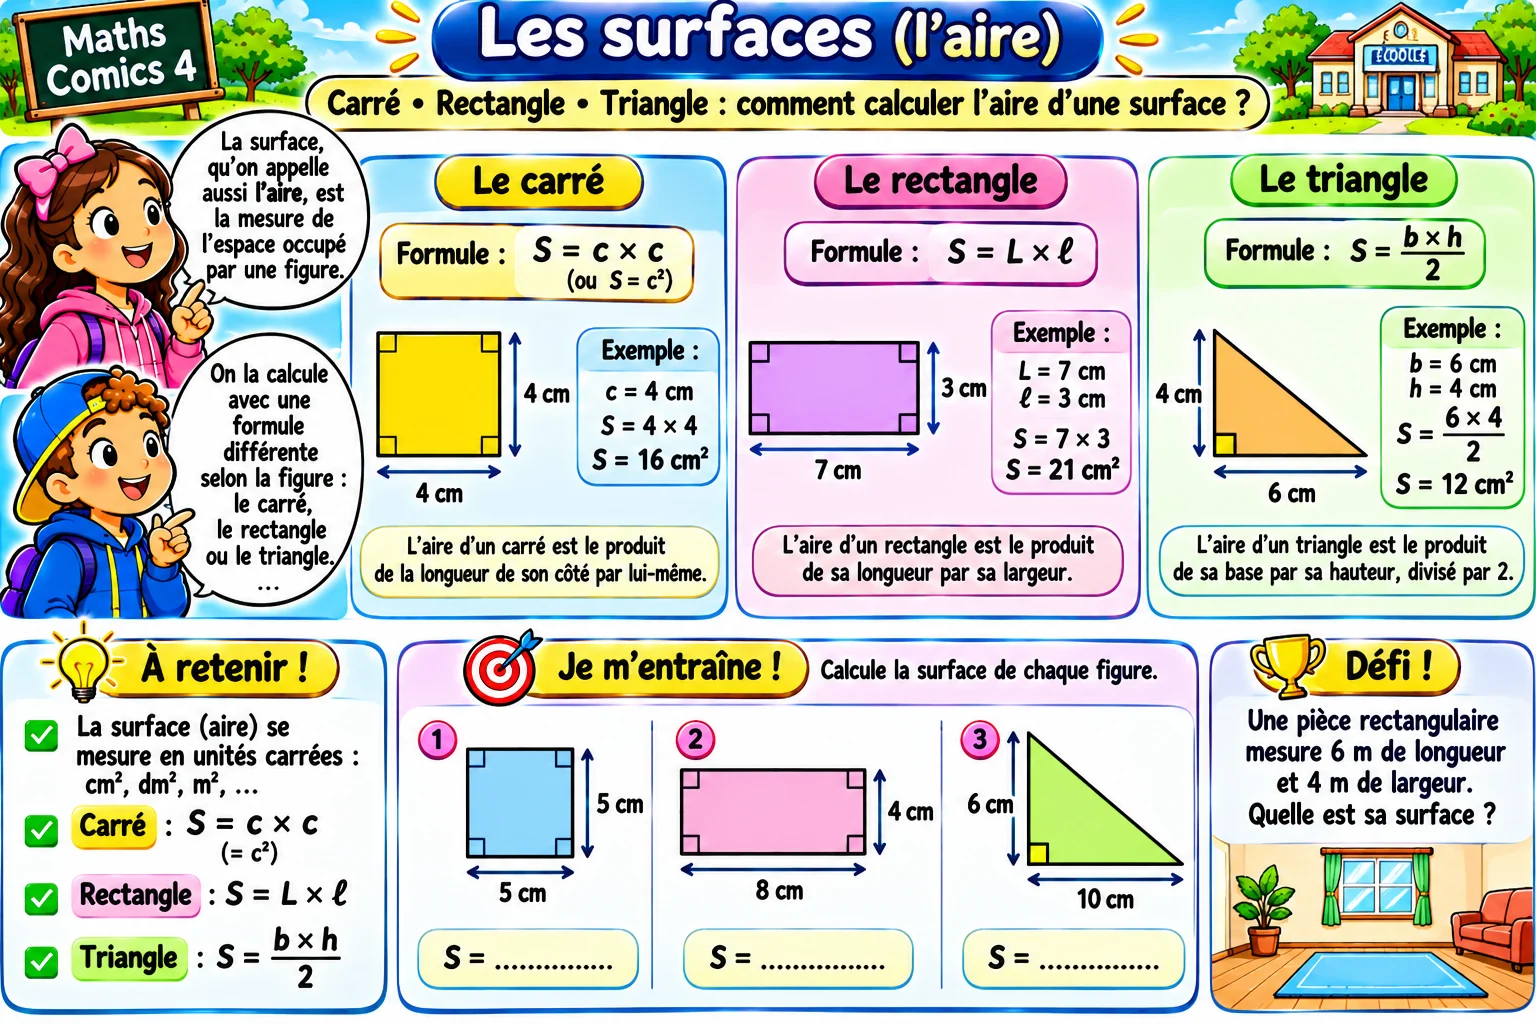 Maths
Comics 4
Les surfaces (l'aire)
Carré • Rectangle • Triangle : comment calculer l'aire d'une surface ?
La surface,
qu'on appelle
aussi l'aire, est
la mesure de
l'espace occupé
par une figure.
On la calcule
avec une
formule
différente
selon la figure :
le carré,
le rectangle
ou le triangle.
...
Le carré
Formule : S = c × c
(ou S = c²)
4 cm
4 cm
Exemple :
c = 4 cm
S = 4 × 4
S = 16 cm²
L'aire d'un carré est le produit
de la longueur de son côté par lui-même.
Le rectangle
Formule : S = L × ℓ
3 cm
7 cm
Exemple :
L = 7 cm
ℓ = 3 cm
S = 7 × 3
S = 21 cm²
L'aire d'un rectangle est le produit
de sa longueur par sa largeur.
Le triangle
Formule : S = b × h / 2
4 cm
6 cm
Exemple :
b = 6 cm
h = 4 cm
S = 6 × 4 / 2
S = 12 cm²
L'aire d'un triangle est le produit
de sa base par sa hauteur, divisé par 2.
À retenir !
La surface (aire) se
mesure en unités carrées :
cm², dm², m², ...
Carré : S = c × c
(= c²)
Rectangle : S = L × ℓ
Triangle : S = b × h / 2
Je m'entraîne !
Calcule la surface de chaque figure.
1
5 cm
5 cm
S = ...............
2
4 cm
8 cm
S = ...............
3
6 cm
10 cm
S = ...............
Défi !
Une pièce rectangulaire
mesure 6 m de longueur
et 4 m de largeur.
Quelle est sa surface ?